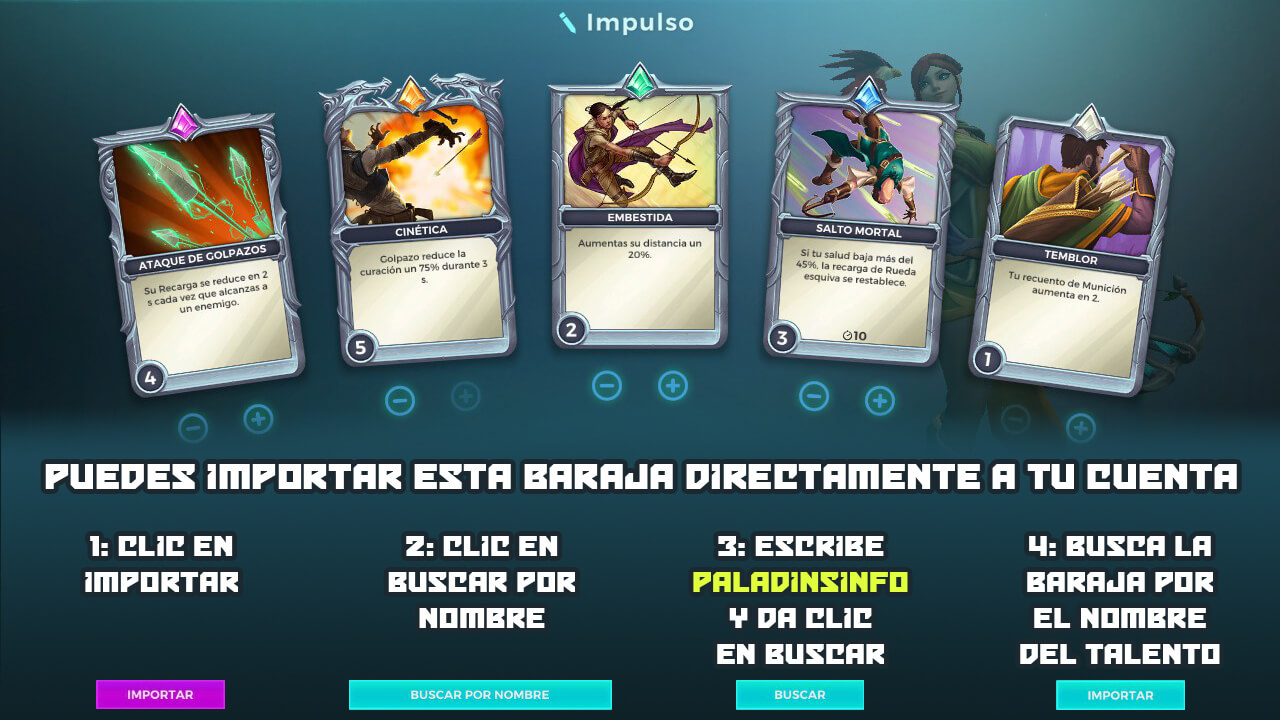 Impulso
ATAQUE DE GOLPAZOS
Su Recarga se reduce en 2
s cada vez que alcanzas a
un enemigo.
4
CINÉTICA
Golpazo reduce la
curación un 75% durante 3
s.
5
EMBESTIDA
Aumentas su distancia un
20%.
2
SALTO MORTAL
Si tu salud baja más del
45%, la recarga de Rueda
esquiva se restablece.
10
3
TEMBLOR
Tu recuento de Munición
aumenta en 2.
1
PUEDES IMPORTAR ESTA BARAJA DIRECTAMENTE A TU CUENTA
1: CLIC EN
IMPORTAR
IMPORTAR
2: CLIC EN
BUSCAR POR
NOMBRE
BUSCAR POR NOMBRE
3: ESCRIBE
PALADINSINFO
Y DA CLIC
EN BUSCAR
BUSCAR
4: BUSCA LA
BARAJA POR
EL NOMBRE
DEL TALENTO
IMPORTAR